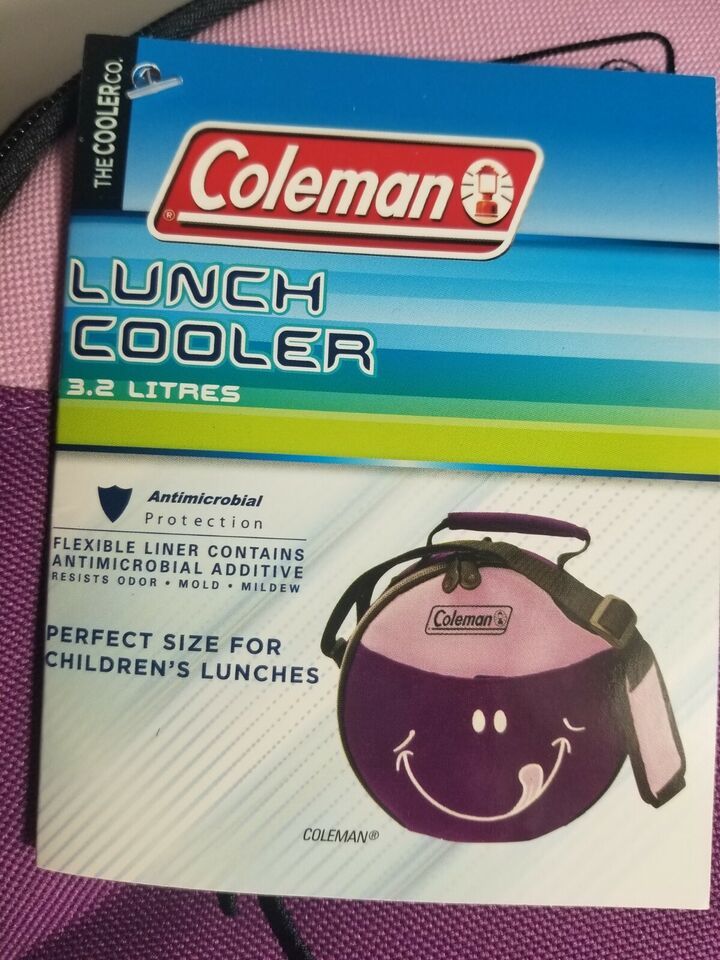 THE COOLER CO.
Coleman
®
LUNCH
COOLER
3.2 LITRES
Antimicrobial
Protection
FLEXIBLE LINER CONTAINS
ANTIMICROBIAL ADDITIVE
RESISTS ODOR • MOLD • MILDEW
PERFECT SIZE FOR
CHILDREN'S LUNCHES
Coleman
COLEMAN®